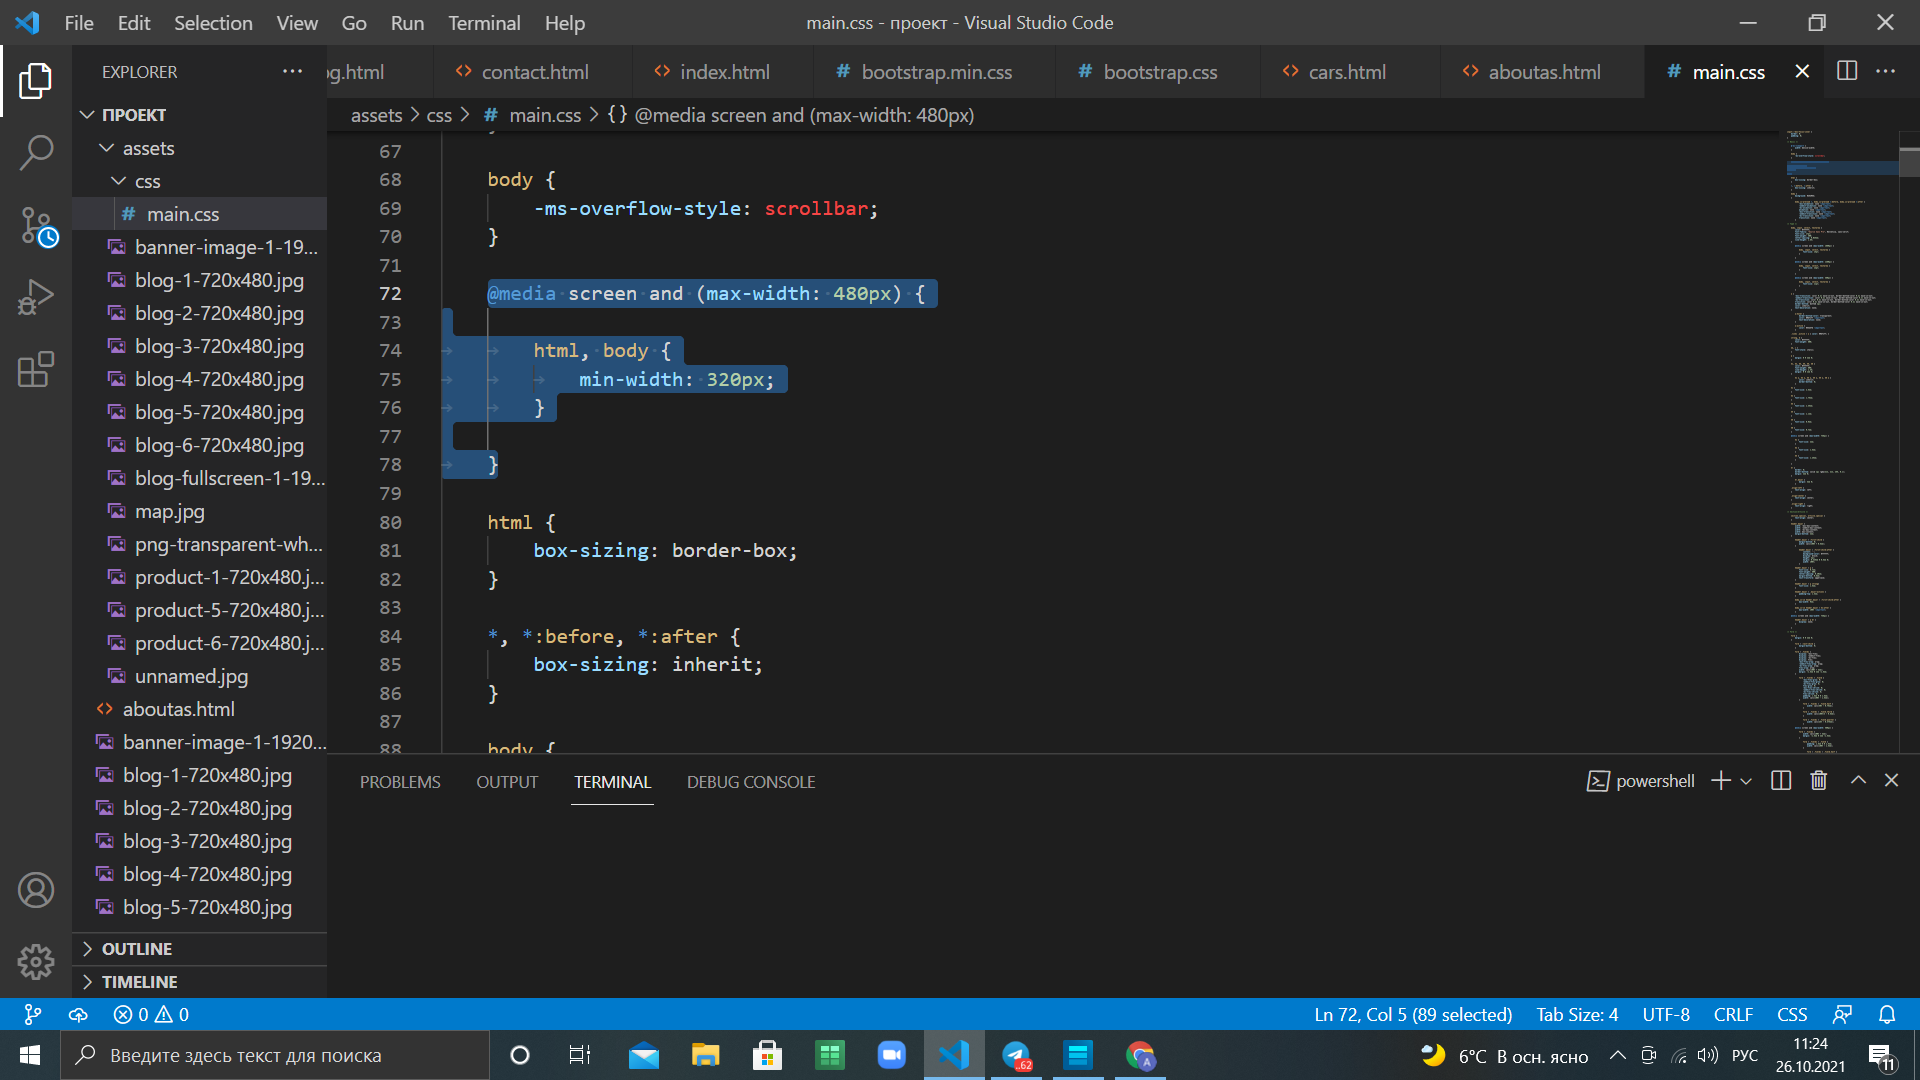 File Edit Selection View Go Run Terminal Help
main.css - проект - Visual Studio Code
EXPLORER
ПРОЕКТ
assets
css
main.css
banner-image-1-19...
blog-1-720x480.jpg
blog-2-720x480.jpg
blog-3-720x480.jpg
blog-4-720x480.jpg
blog-5-720x480.jpg
blog-6-720x480.jpg
blog-fullscreen-1-19...
map.jpg
png-transparent-wh...
product-1-720x480.j...
product-5-720x480.j...
product-6-720x480.j...
unnamed.jpg
aboutas.html
banner-image-1-1920...
blog-1-720x480.jpg
blog-2-720x480.jpg
blog-3-720x480.jpg
blog-4-720x480.jpg
blog-5-720x480.jpg
OUTLINE
TIMELINE
og.html contact.html index.html bootstrap.min.css bootstrap.css cars.html aboutas.html main.css
assets > css > # main.css > {} @media screen and (max-width: 480px)
67
68 body {
69 -ms-overflow-style: scrollbar;
70 }
71
72 @media screen and (max-width: 480px) {
73
74 html, body {
75 min-width: 320px;
76 }
77
78 }
79
80 html {
81 box-sizing: border-box;
82 }
83
84 *, *:before, *:after {
85 box-sizing: inherit;
86 }
87
88 body {
PROBLEMS OUTPUT TERMINAL DEBUG CONSOLE
powershell
0 0
Ln 72, Col 5 (89 selected) Tab Size: 4 UTF-8 CRLF CSS
Введите здесь текст для поиска
..62
A
6°C В осн. ясно
РУС
11:24
26.10.2021
11